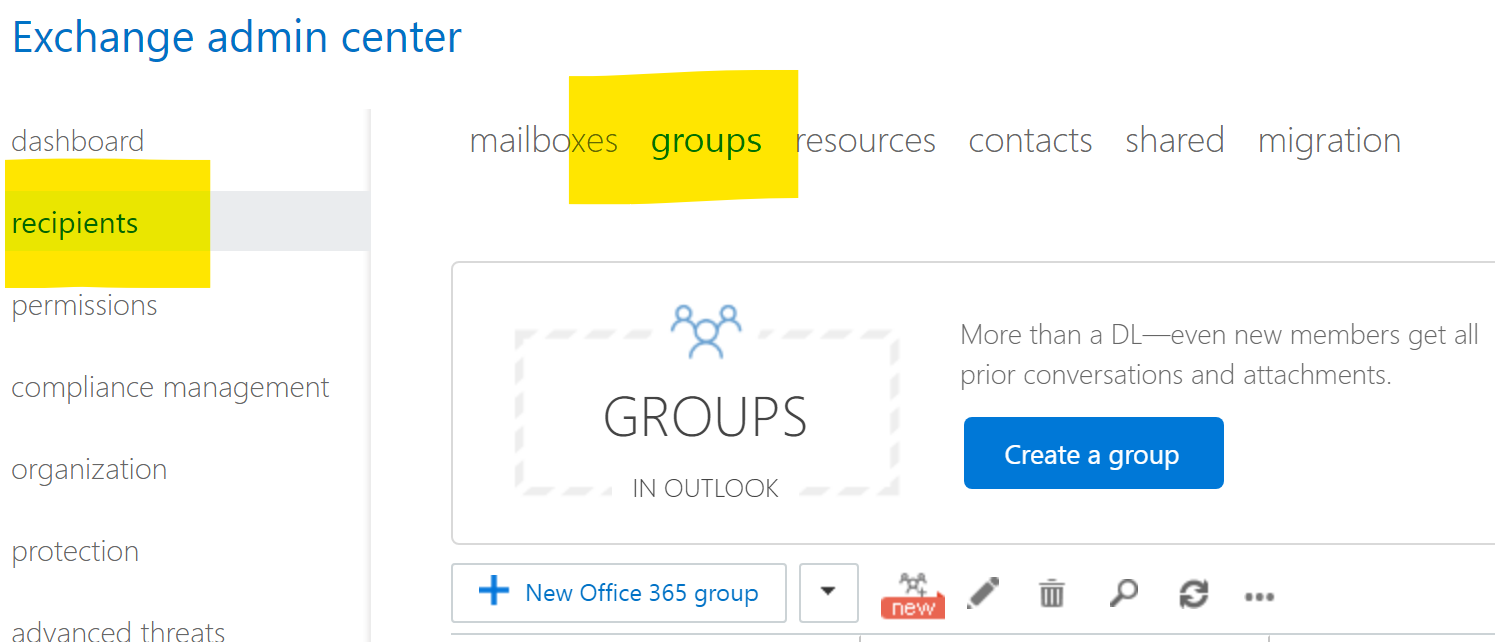 Exchange admin center
dashboard
recipients
permissions
compliance management
organization
protection
advanced threats
mailboxes groups resources contacts shared migration
GROUPS
IN OUTLOOK
More than a DL—even new members get all
prior conversations and attachments.
Create a group
New Office 365 group
new